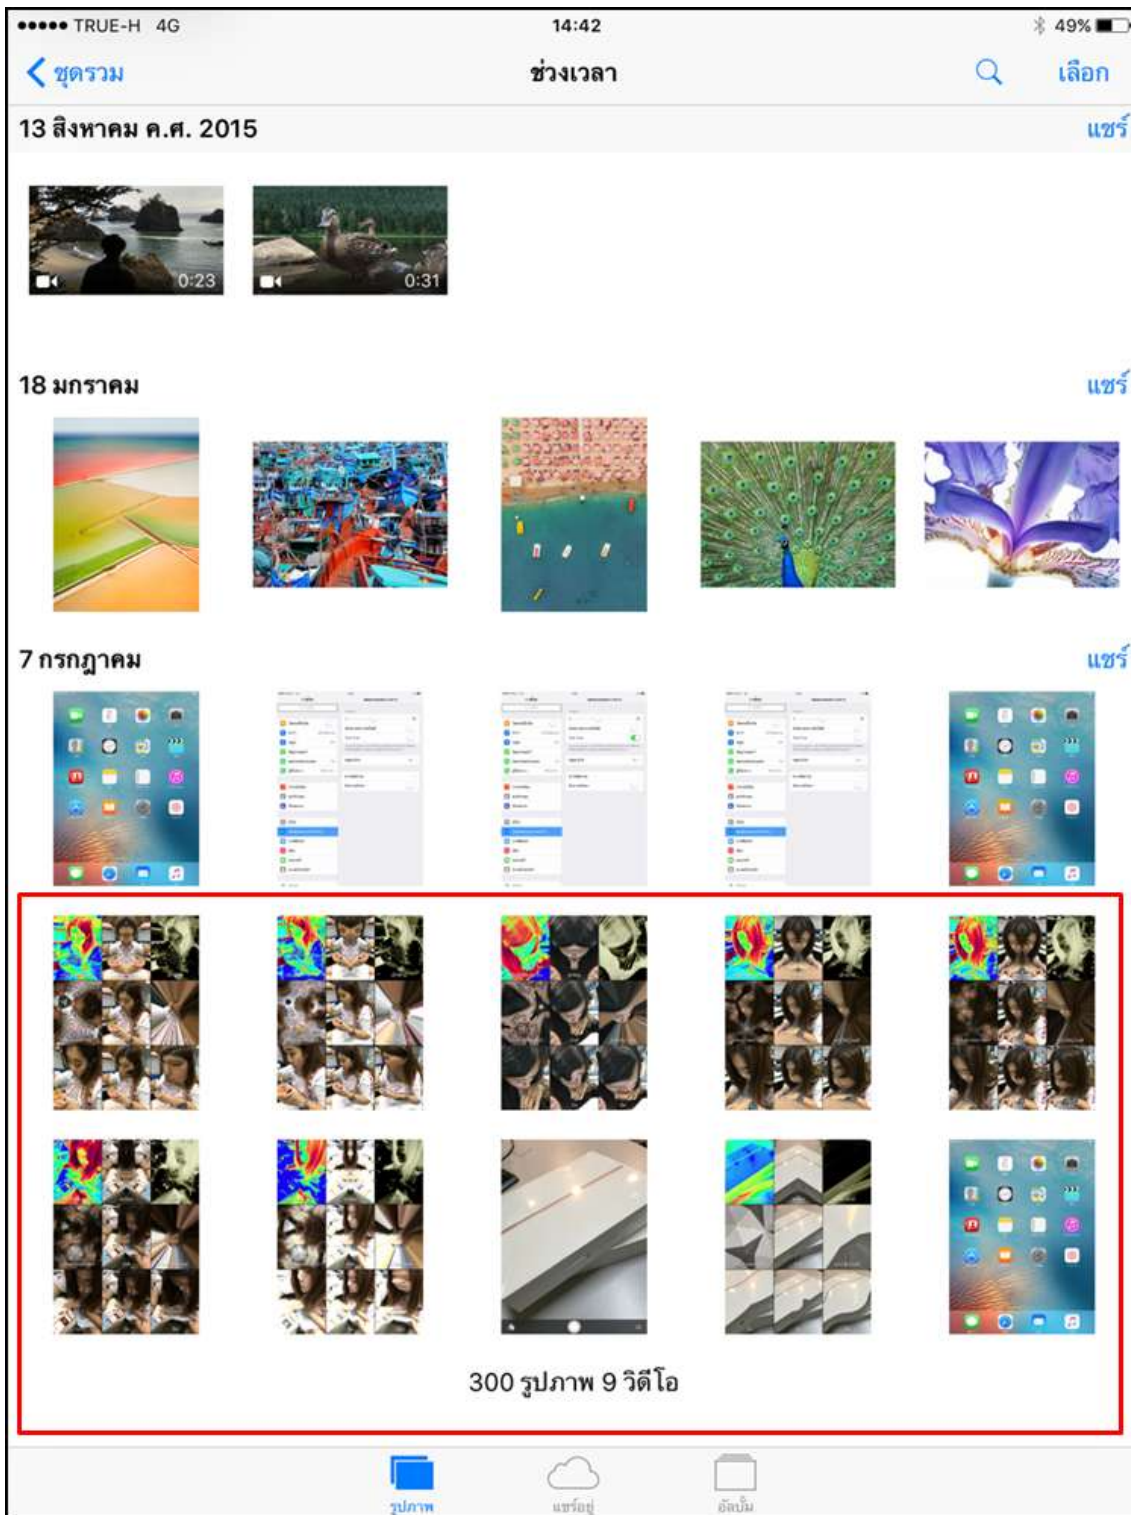 TRUE-H 4G 14:42 49%
ชุดรวม ช่วงเวลา เลือก
13 สิงหาคม ค.ศ. 2015 แชร์
0:23 0:31
18 มกราคม แชร์
7 กรกฎาคม แชร์
300 รูปภาพ 9 วิดีโอ
รูปภาพ แชร์อยู่ อัลบั้ม